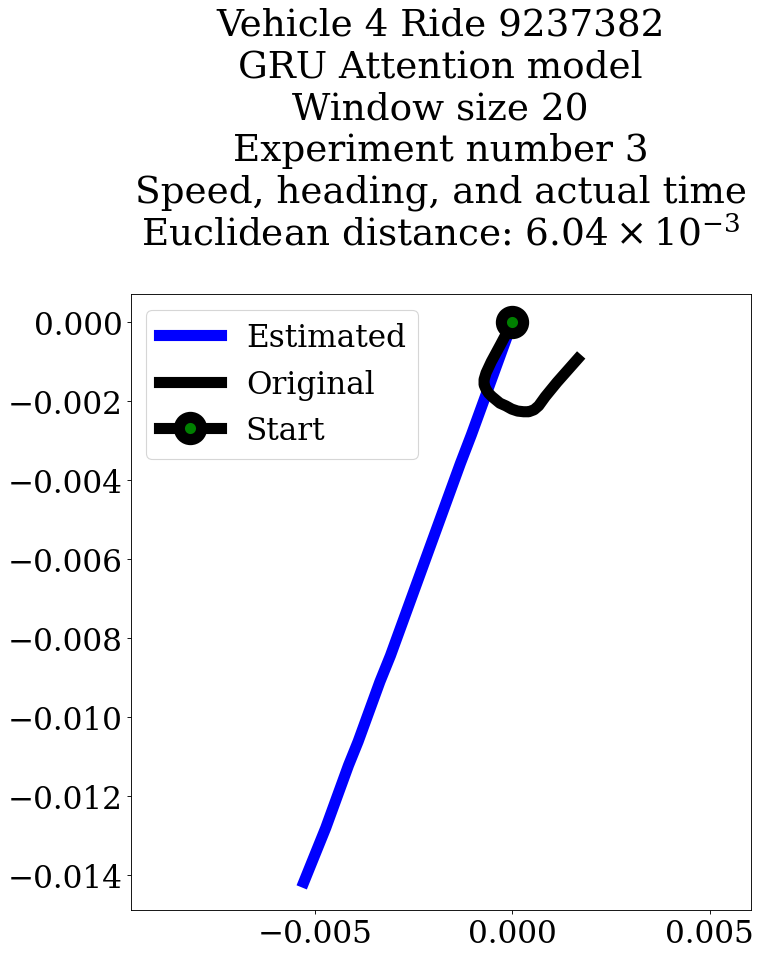 Vehicle 4 Ride 9237382
GRU Attention model
Window size 20
Experiment number 3
Speed, heading, and actual time
Euclidean distance: 6.04 × 10⁻³
Estimated
Original
Start
0.000
−0.002
−0.004
−0.006
−0.008
−0.010
−0.012
−0.014
−0.005
0.000
0.005